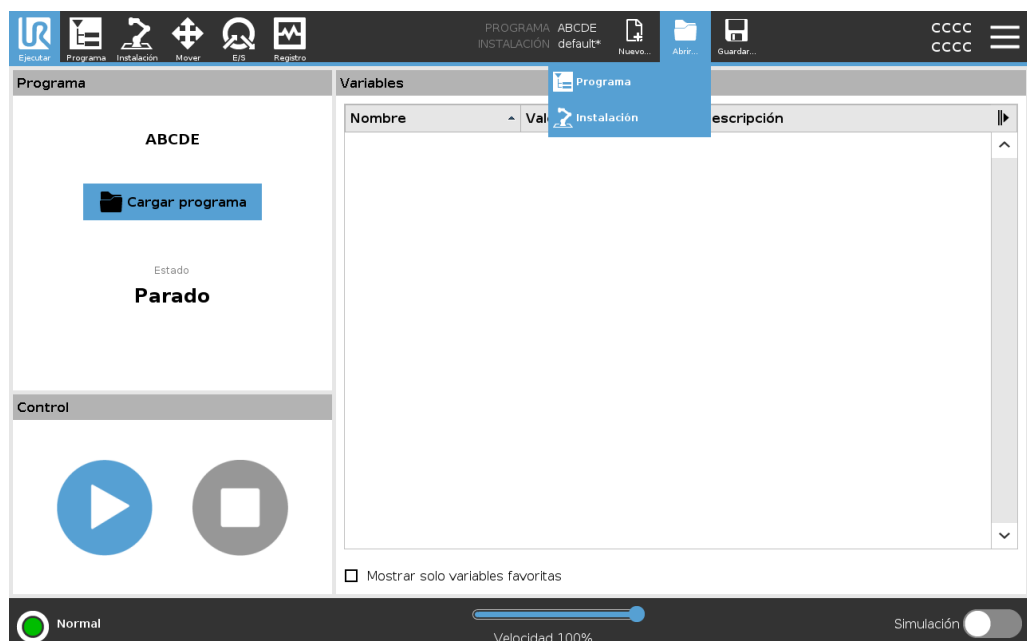 UR
PROGRAMA ABCDE
INSTALACIÓN default*
CCCC
CCCC
Ejecutar Programa Instalación Mover E/S Registro Nuevo... Abrir... Guardar...
Programa
Instalación
Programa
Variables
Nombre Val escripción
ABCDE
Cargar programa
Estado
Parado
Control
Mostrar solo variables favoritas
Normal
Velocidad 100%
Simulación